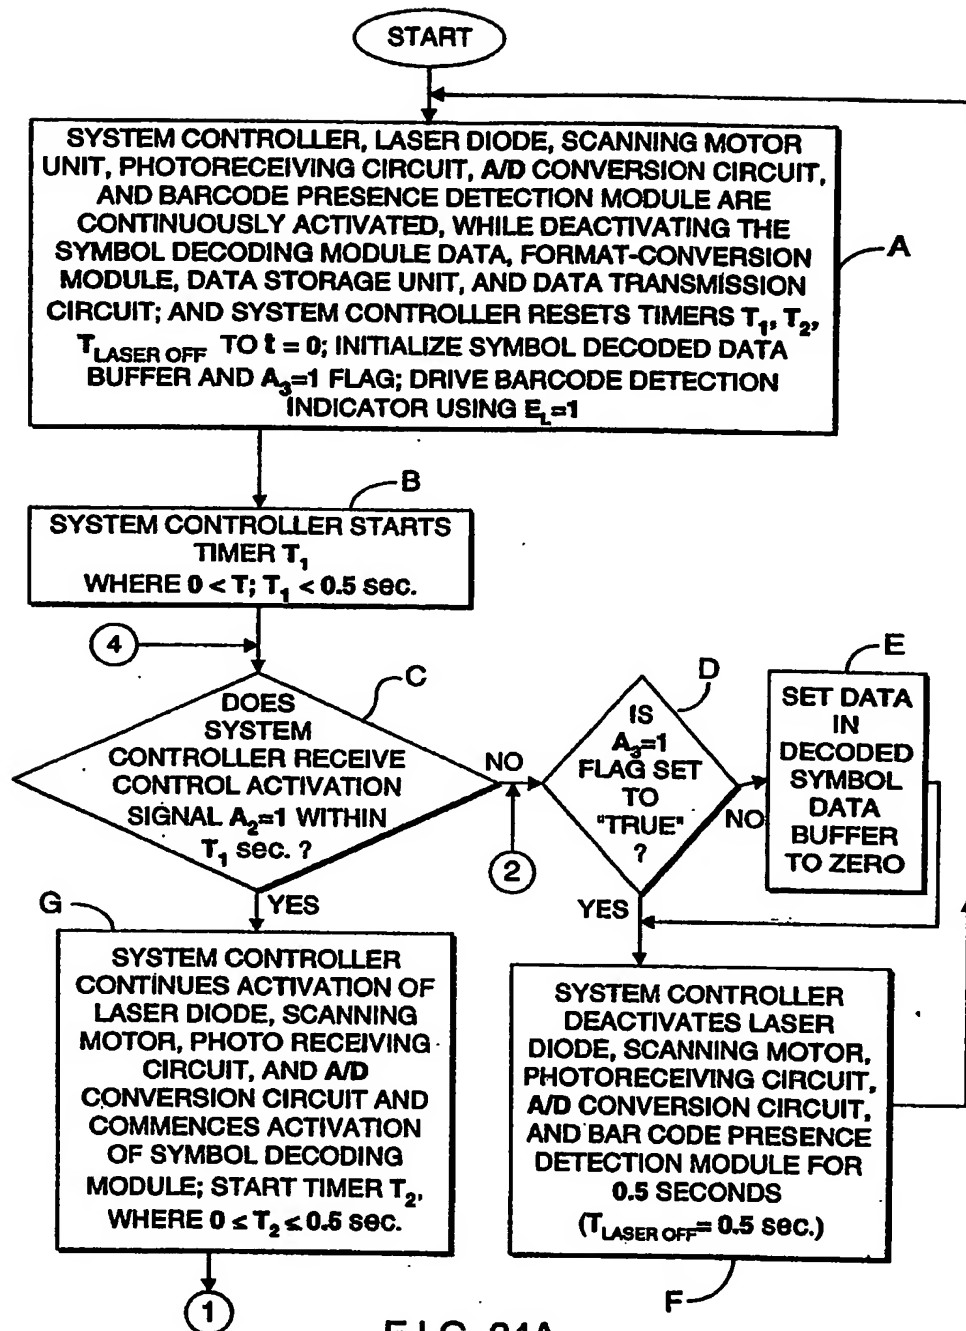 START
SYSTEM CONTROLLER, LASER DIODE, SCANNING MOTOR
UNIT, PHOTORECEIVING CIRCUIT, A/D CONVERSION CIRCUIT,
AND BARCODE PRESENCE DETECTION MODULE ARE
CONTINUOUSLY ACTIVATED, WHILE DEACTIVATING THE
SYMBOL DECODING MODULE DATA, FORMAT-CONVERSION
MODULE, DATA STORAGE UNIT, AND DATA TRANSMISSION
CIRCUIT; AND SYSTEM CONTROLLER RESETS TIMERS T1, T2,
TLASER OFF TO t = 0; INITIALIZE SYMBOL DECODED DATA
BUFFER AND A3=1 FLAG; DRIVE BARCODE DETECTION
INDICATOR USING EL=1
A
B
SYSTEM CONTROLLER STARTS
TIMER T1
WHERE 0 < T; T1 < 0.5 sec.
4
C
DOES
SYSTEM
CONTROLLER RECEIVE
CONTROL ACTIVATION
SIGNAL A2=1 WITHIN
T1 sec. ?
NO
2
D
IS
A3=1
FLAG SET
TO
"TRUE"
?
NO
E
SET DATA
IN
DECODED
SYMBOL
DATA
BUFFER
TO ZERO
YES
YES
G
SYSTEM CONTROLLER
CONTINUES ACTIVATION OF
LASER DIODE, SCANNING
MOTOR, PHOTO RECEIVING
CIRCUIT, AND A/D
CONVERSION CIRCUIT AND
COMMENCES ACTIVATION
OF SYMBOL DECODING
MODULE; START TIMER T2,
WHERE 0 ≤ T2 ≤ 0.5 sec.
1
SYSTEM CONTROLLER
DEACTIVATES LASER
DIODE, SCANNING MOTOR,
PHOTORECEIVING CIRCUIT,
A/D CONVERSION CIRCUIT,
AND BAR CODE PRESENCE
DETECTION MODULE FOR
0.5 SECONDS
(TLASER OFF= 0.5 sec.)
F